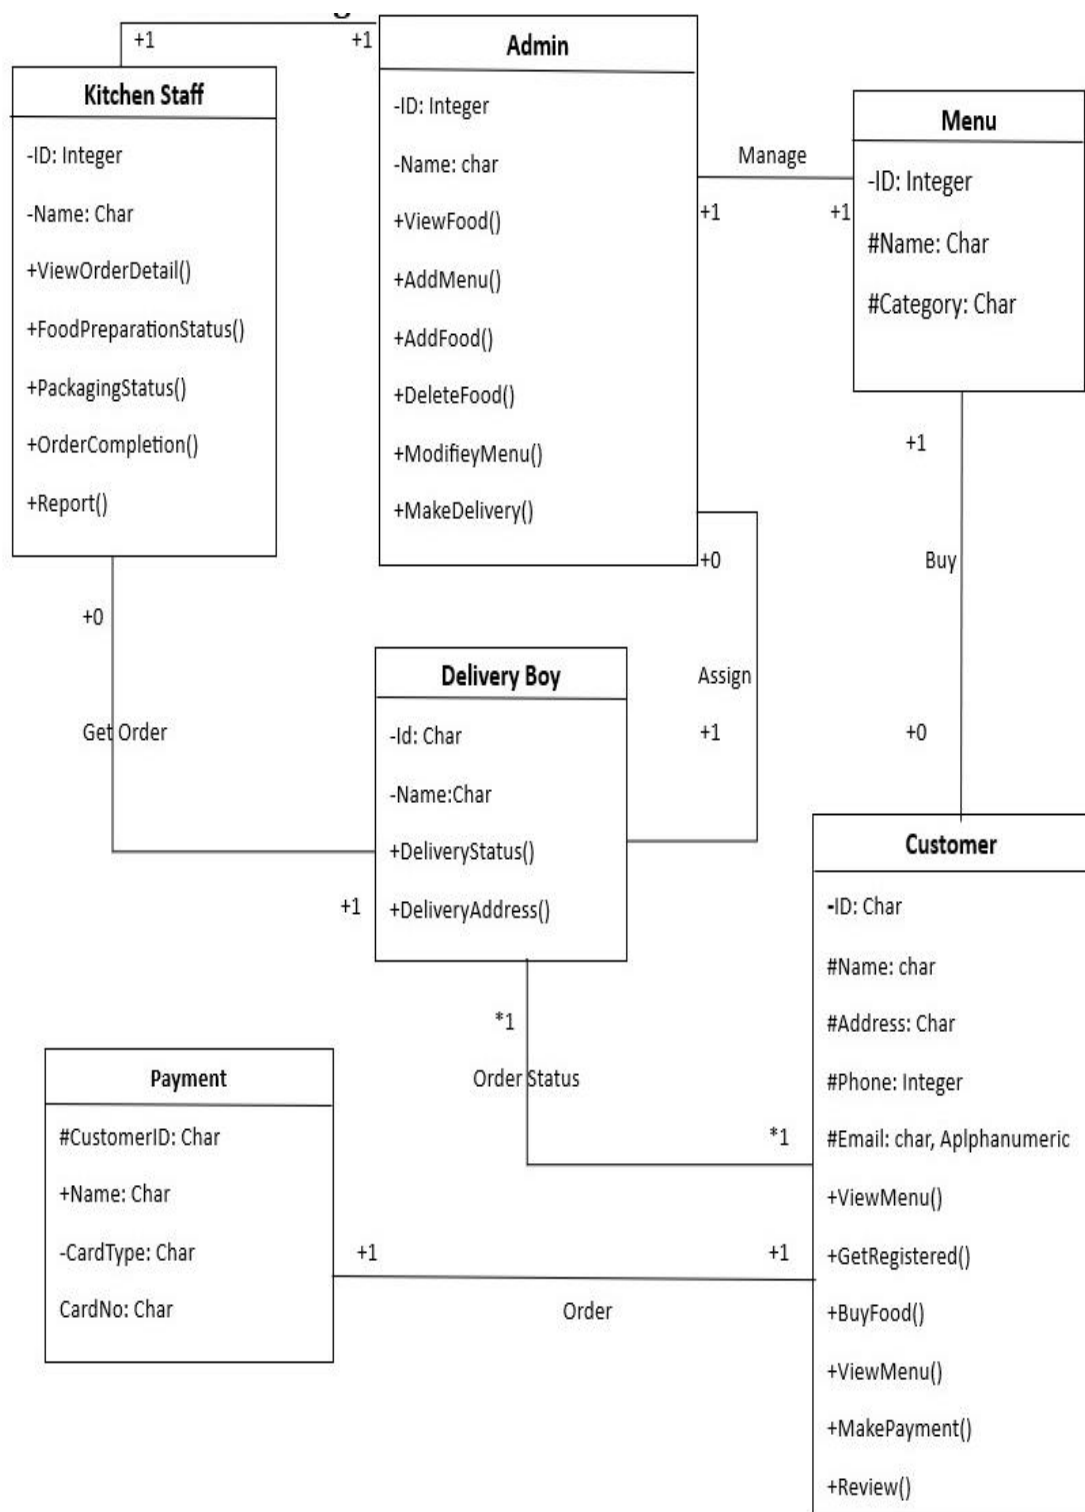 +1
+1
Kitchen Staff
-ID: Integer
-Name: Char
+ViewOrderDetail()
+FoodPreparationStatus()
+PackagingStatus()
+OrderCompletion()
+Report()
Admin
-ID: Integer
-Name: char
+ViewFood()
+AddMenu()
+AddFood()
+DeleteFood()
+ModifieyMenu()
+MakeDelivery()
Manage
+1
+1
Menu
-ID: Integer
#Name: Char
#Category: Char
+1
Buy
+0
+0
Assign
+1
+0
Get Order
+1
Delivery Boy
-Id: Char
-Name:Char
+DeliveryStatus()
+DeliveryAddress()
*1
Order Status
*1
Customer
-ID: Char
#Name: char
#Address: Char
#Phone: Integer
#Email: char, Aplphanumeric
+ViewMenu()
+GetRegistered()
+BuyFood()
+ViewMenu()
+MakePayment()
+Review()
Payment
#CustomerID: Char
+Name: Char
-CardType: Char
CardNo: Char
+1
+1
Order